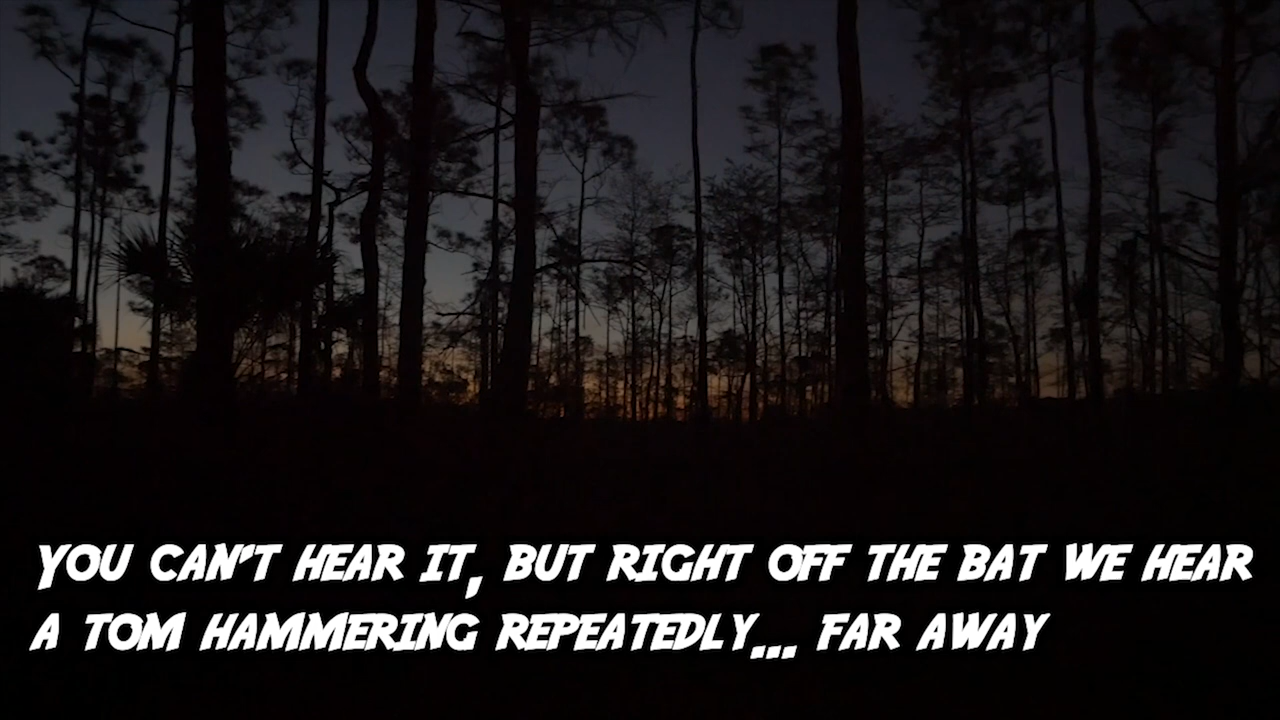 YOU CAN'T HEAR IT, BUT RIGHT OFF THE BAT WE HEAR
A TOM HAMMERING REPEATEDLY... FAR AWAY